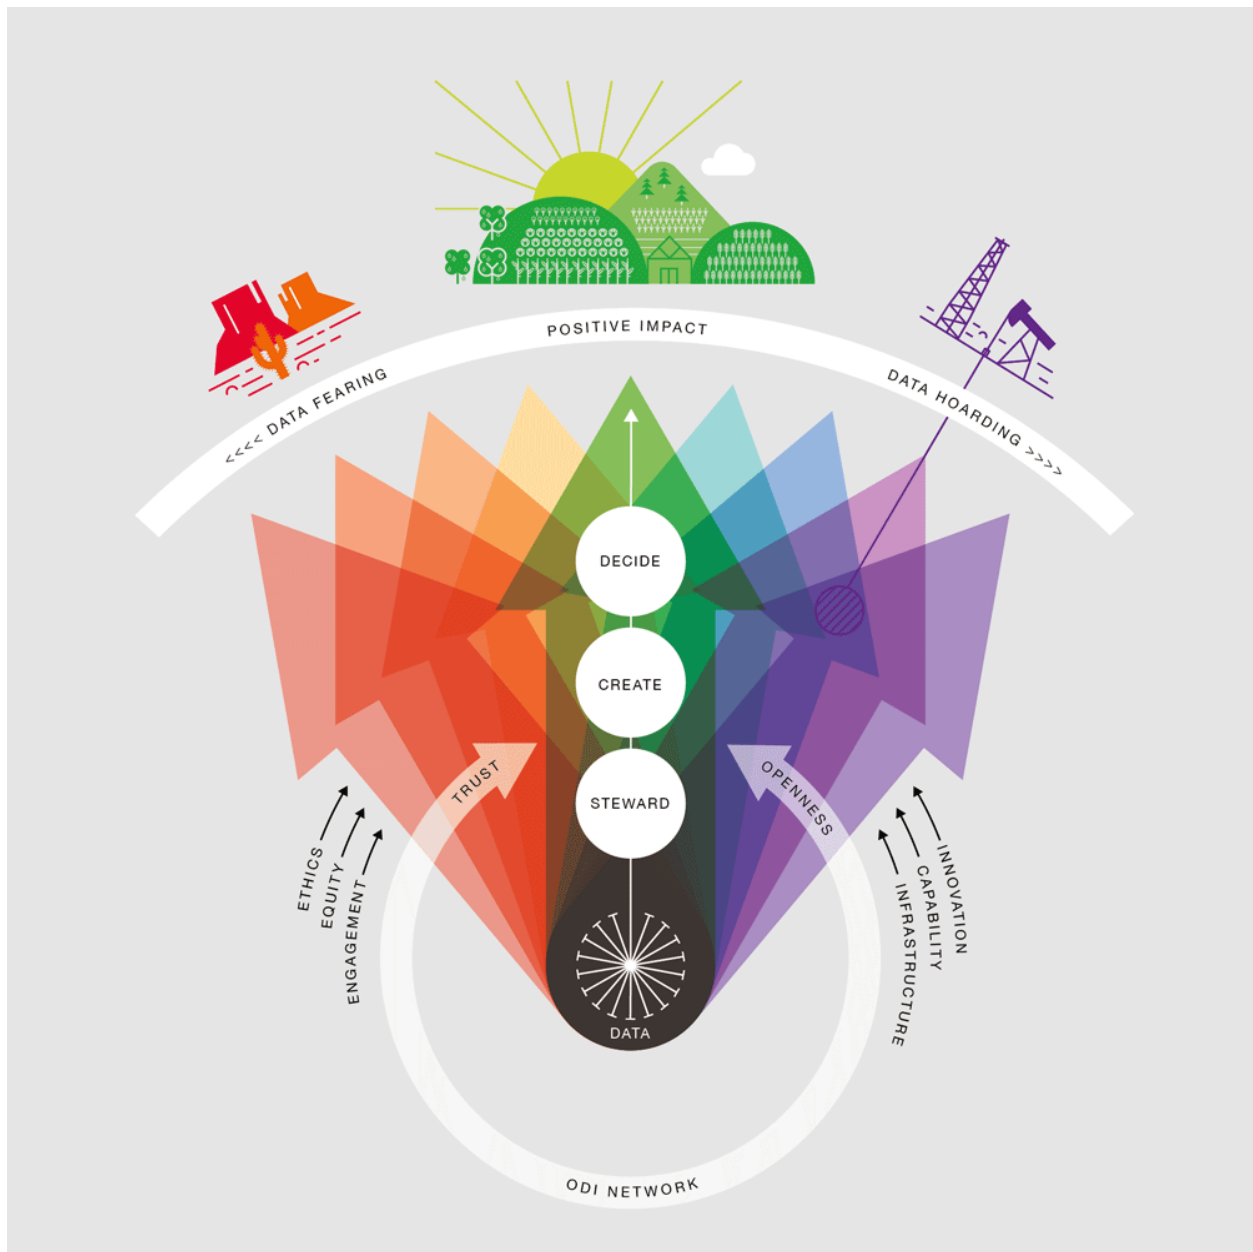 POSITIVE IMPACT
<<<< DATA FEARING
DATA HOARDING >>>>
DECIDE
CREATE
STEWARD
TRUST
OPENNESS
ETHICS
EQUITY
ENGAGEMENT
INNOVATION
CAPABILITY
INFRASTRUCTURE
DATA
ODI NETWORK